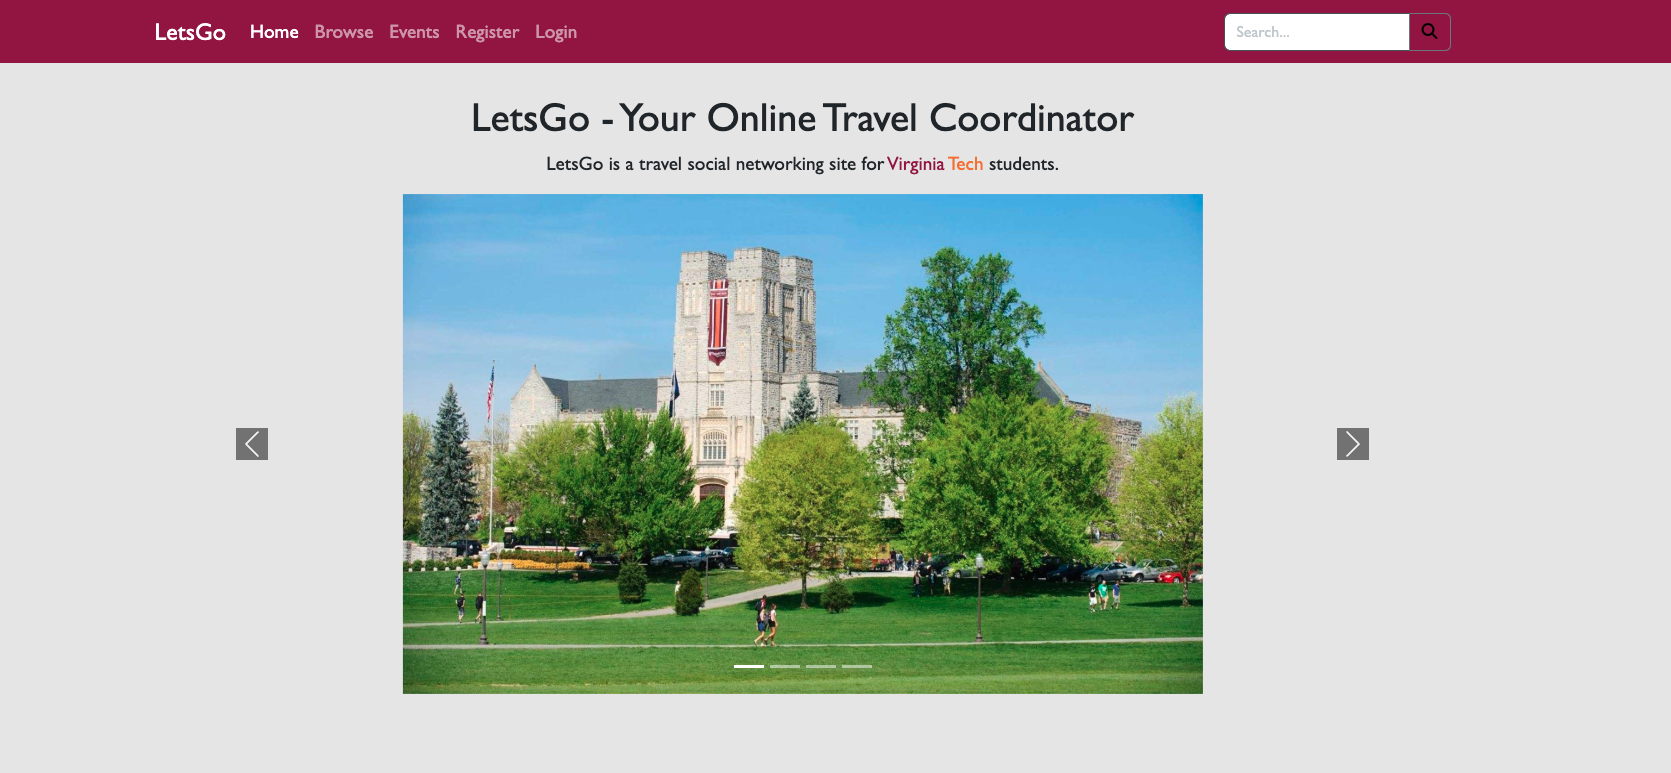 LetsGo Home Browse Events Register Login Search...
LetsGo - Your Online Travel Coordinator
LetsGo is a travel social networking site for Virginia Tech students.